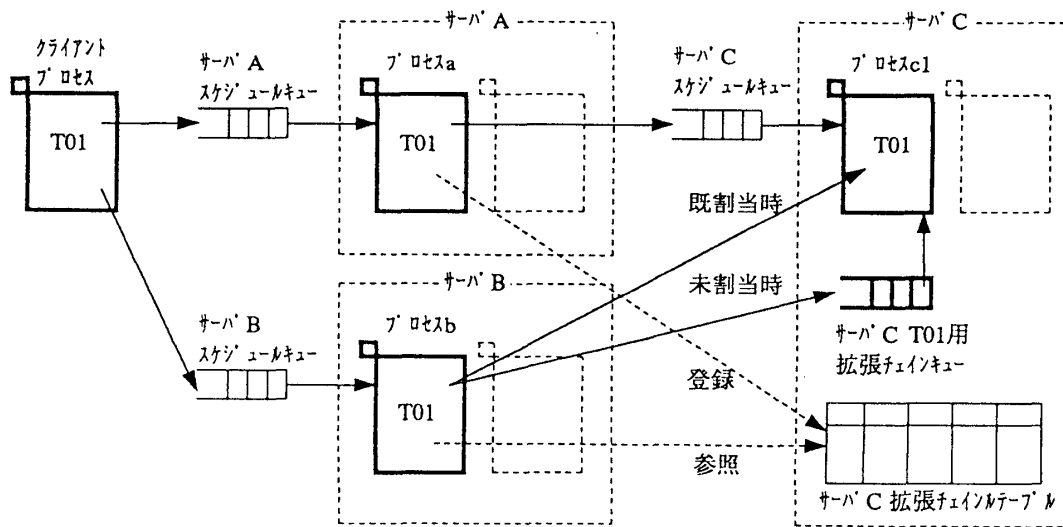 サーバA
サーバC
クライアント
プロセス
サーバA
スケジュールキュー
プロセスa
サーバC
スケジュールキュー
プロセスc1
T01
T01
T01
既割当時
サーバB
未割当時
サーバB
スケジュールキュー
プロセスb
サーバC T01用
拡張チェインキュー
登録
T01
参照
サーバC 拡張チェインルテーブル